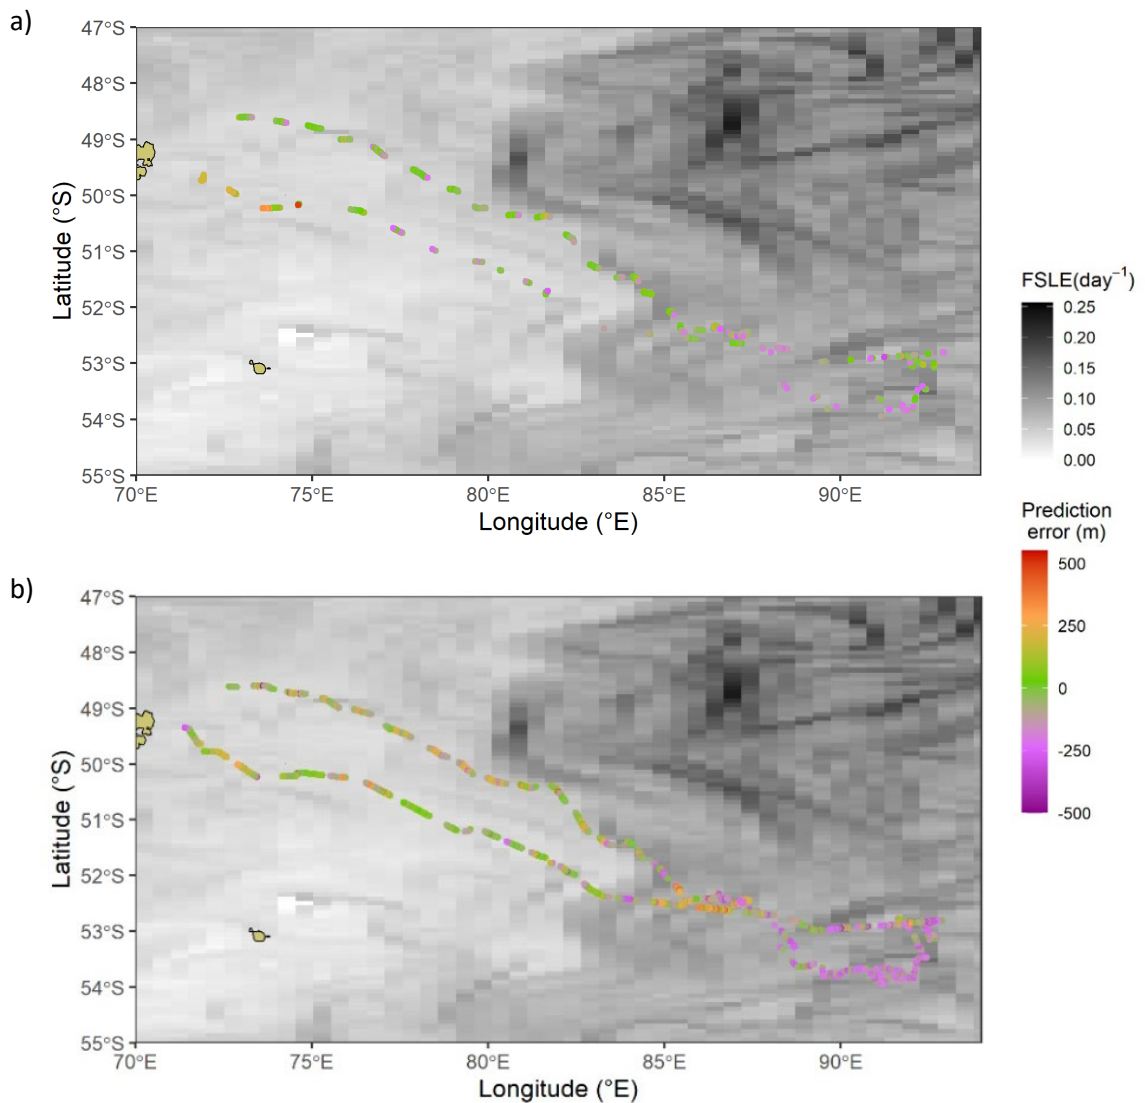 a)
47°S
48°S
49°S
50°S
51°S
52°S
53°S
54°S
55°S
Latitude (°S)
70°E 75°E 80°E 85°E 90°E
Longitude (°E)
FSLE(day⁻¹)
0.25
0.20
0.15
0.10
0.05
0.00
Prediction
error (m)
500
250
0
-250
-500
b)
47°S
48°S
49°S
50°S
51°S
52°S
53°S
54°S
55°S
Latitude (°S)
70°E 75°E 80°E 85°E 90°E
Longitude (°E)